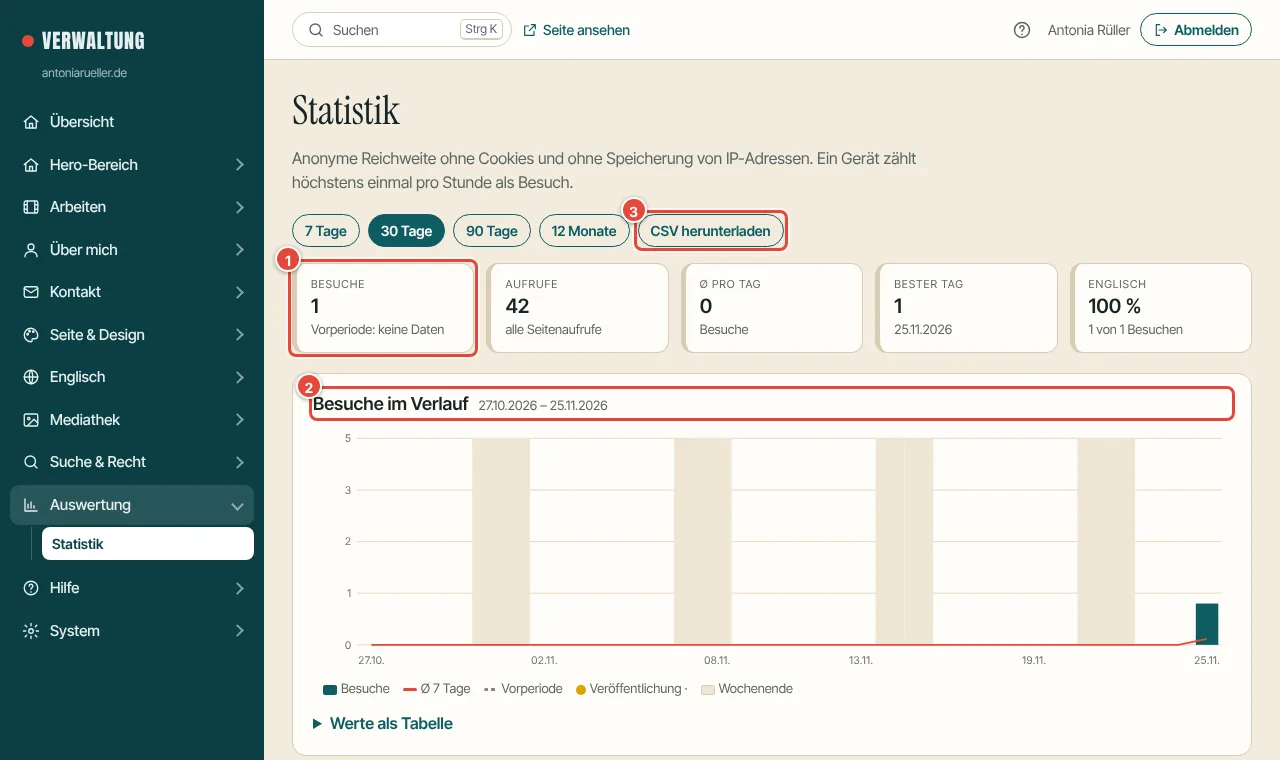 VERWALTUNG
antoniarueller.de
Übersicht
Hero-Bereich
Arbeiten
Über mich
Kontakt
Seite & Design
Englisch
Mediathek
Suche & Recht
Auswertung
Statistik
Hilfe
System
Suchen Strg K Seite ansehen Antonia Rüller Abmelden
Statistik
Anonyme Reichweite ohne Cookies und ohne Speicherung von IP-Adressen. Ein Gerät zählt
höchstens einmal pro Stunde als Besuch.
7 Tage 30 Tage 90 Tage 12 Monate 3 CSV herunterladen
1
BESUCHE
1
Vorperiode: keine Daten
AUFRUFE
42
alle Seitenaufrufe
Ø PRO TAG
0
Besuche
BESTER TAG
1
25.11.2026
ENGLISCH
100 %
1 von 1 Besuchen
2
Besuche im Verlauf 27.10.2026 – 25.11.2026
5
3
2
1
0
27.10. 02.11. 08.11. 13.11. 19.11. 25.11.
Besuche Ø 7 Tage Vorperiode Veröffentlichung · Wochenende
Werte als Tabelle